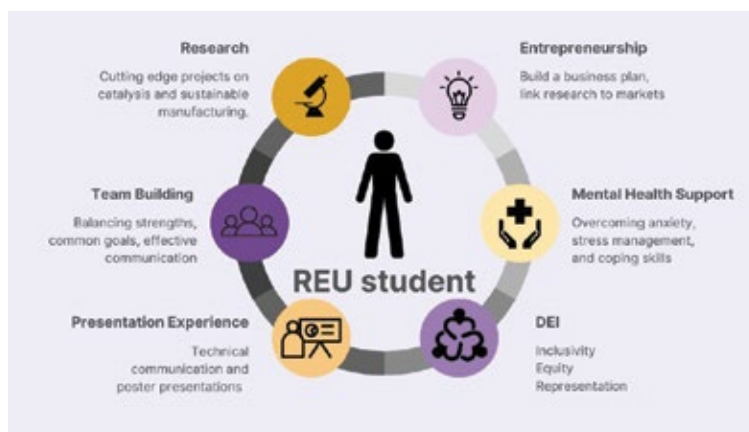 Research
Cutting edge projects on
catalysis and sustainable
manufacturing.
Entrepreneurship
Build a business plan,
link research to markets
Team Building
Balancing strengths,
common goals, effective
communication
Mental Health Support
Overcoming anxiety,
stress management,
and coping skills
REU student
Presentation Experience
Technical
communication and
poster presentations
DEI
Inclusivity
Equity
Representation